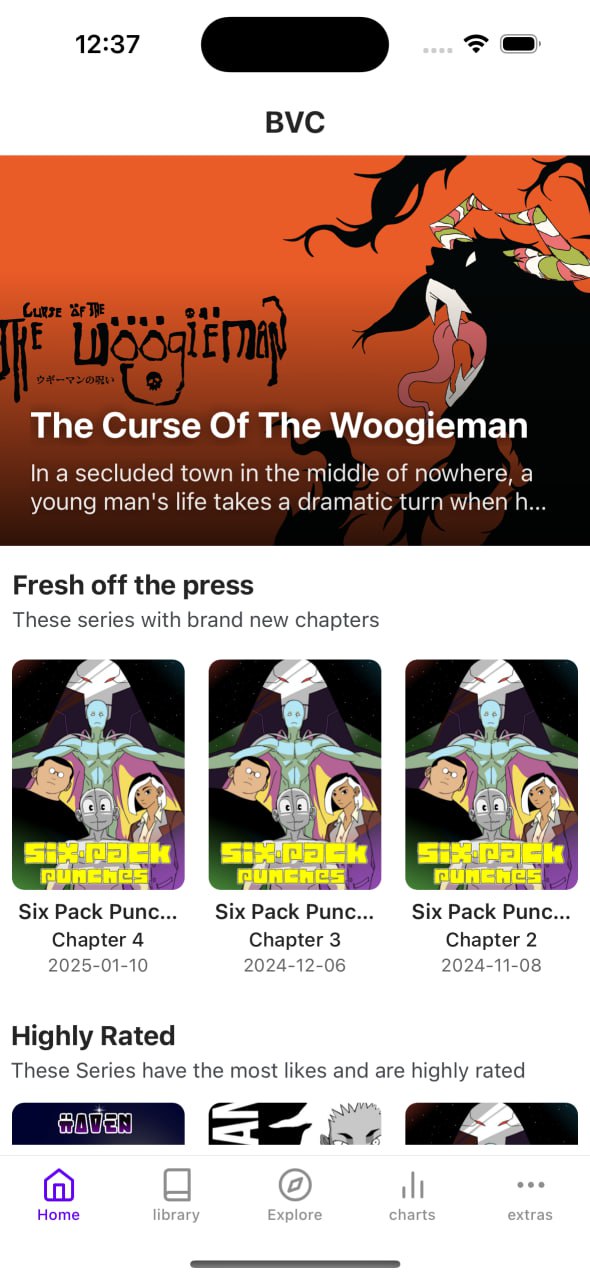 12:37
BVC
CURSE OF THE
THE WOOGIEMAN
ウギーマンの呪い
The Curse Of The Woogieman
In a secluded town in the middle of nowhere, a
young man's life takes a dramatic turn when h...
Fresh off the press
These series with brand new chapters
SIX-PACK SIX-PACK SIX-PACK
PUNCHES PUNCHES PUNCHES
Six Pack Punc... Six Pack Punc... Six Pack Punc...
Chapter 4 Chapter 3 Chapter 2
2025-01-10 2024-12-06 2024-11-08
Highly Rated
These Series have the most likes and are highly rated
HAVEN
Home library Explore charts extras